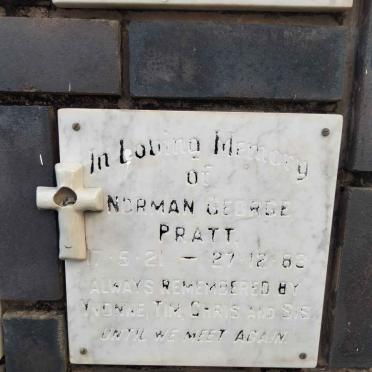 In Loving Memory
of
NORMAN GEORGE
PRATT.
7·5·21 — 27·12·83
ALWAYS REMEMBERED BY
YVONNE, TIM, CHRIS AND SIS.
UNTIL WE MEET AGAIN.